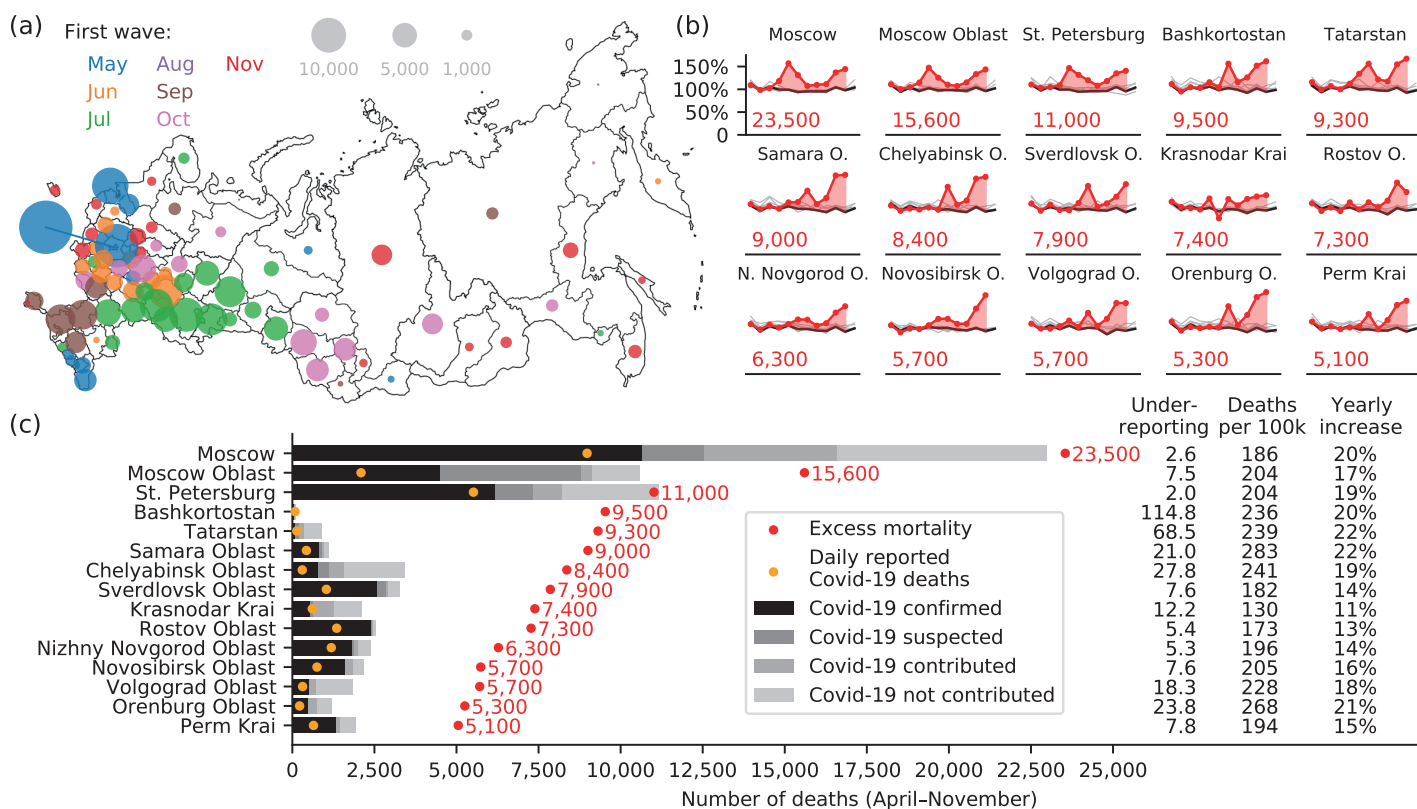 (a)
First wave:
May Aug Nov
Jun Sep
Jul Oct
10,000 5,000 1,000
(b)
Moscow Moscow Oblast St. Petersburg Bashkortostan Tatarstan
150%
100%
50%
0
23,500 15,600 11,000 9,500 9,300
Samara O. Chelyabinsk O. Sverdlovsk O. Krasnodar Krai Rostov O.
9,000 8,400 7,900 7,400 7,300
N. Novgorod O. Novosibirsk O. Volgograd O. Orenburg O. Perm Krai
6,300 5,700 5,700 5,300 5,100
(c)
Under- Deaths Yearly
reporting per 100k increase
Moscow 23,500 2.6 186 20%
Moscow Oblast 15,600 7.5 204 17%
St. Petersburg 11,000 2.0 204 19%
Bashkortostan 9,500 114.8 236 20%
Tatarstan 9,300 68.5 239 22%
Samara Oblast 9,000 21.0 283 22%
Chelyabinsk Oblast 8,400 27.8 241 19%
Sverdlovsk Oblast 7,900 7.6 182 14%
Krasnodar Krai 7,400 12.2 130 11%
Rostov Oblast 7,300 5.4 173 13%
Nizhny Novgorod Oblast 6,300 5.3 196 14%
Novosibirsk Oblast 5,700 7.6 205 16%
Volgograd Oblast 5,700 18.3 228 18%
Orenburg Oblast 5,300 23.8 268 21%
Perm Krai 5,100 7.8 194 15%
Excess mortality
Daily reported
Covid-19 deaths
Covid-19 confirmed
Covid-19 suspected
Covid-19 contributed
Covid-19 not contributed
0 2,500 5,000 7,500 10,000 12,500 15,000 17,500 20,000 22,500 25,000
Number of deaths (April–November)